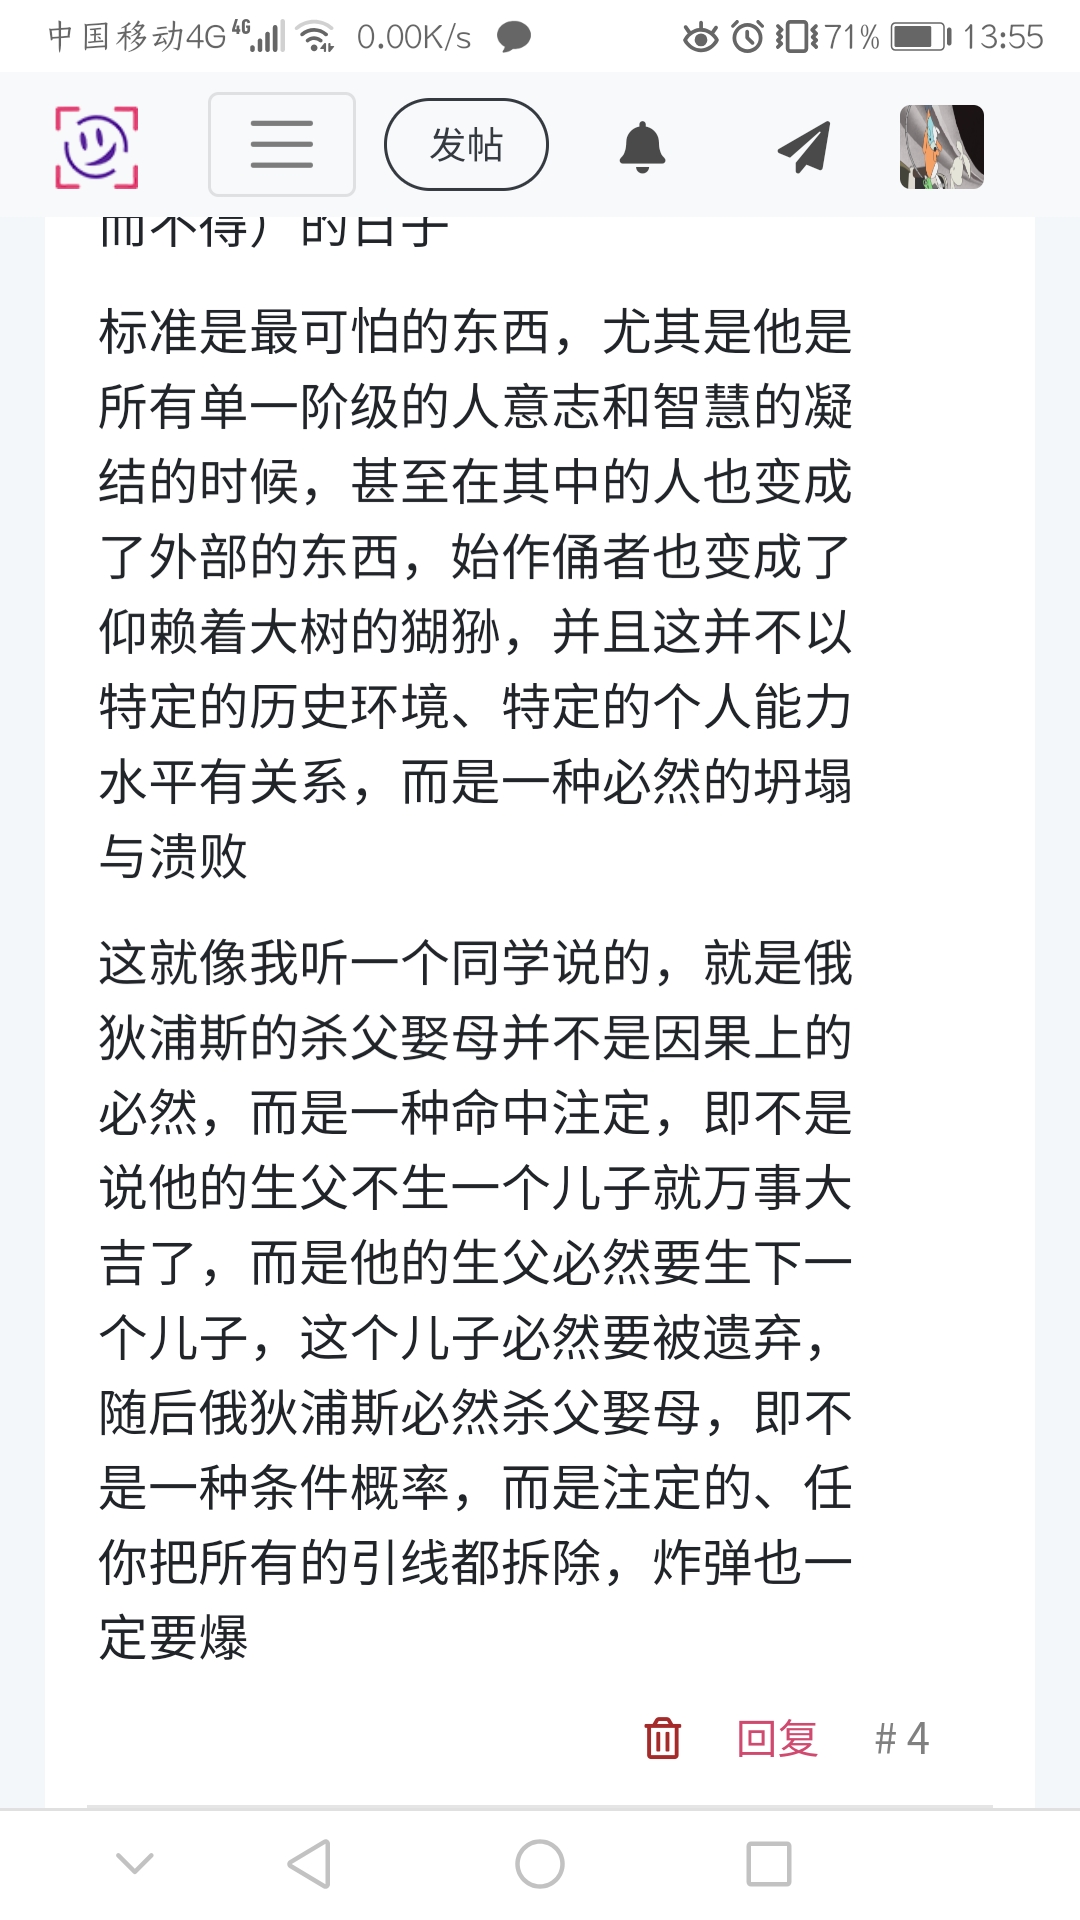 中国移动4G 4G 0.00K/s 71% 13:55
发帖
而不得）的日子
标准是最可怕的东西，尤其是他是
所有单一阶级的人意志和智慧的凝
结的时候，甚至在其中的人也变成
了外部的东西，始作俑者也变成了
仰赖着大树的猢狲，并且这并不以
特定的历史环境、特定的个人能力
水平有关系，而是一种必然的坍塌
与溃败
这就像我听一个同学说的，就是俄
狄浦斯的杀父娶母并不是因果上的
必然，而是一种命中注定，即不是
说他的生父不生一个儿子就万事大
吉了，而是他的生父必然要生下一
个儿子，这个儿子必然要被遗弃，
随后俄狄浦斯必然杀父娶母，即不
是一种条件概率，而是注定的、任
你把所有的引线都拆除，炸弹也一
定要爆
回复 # 4